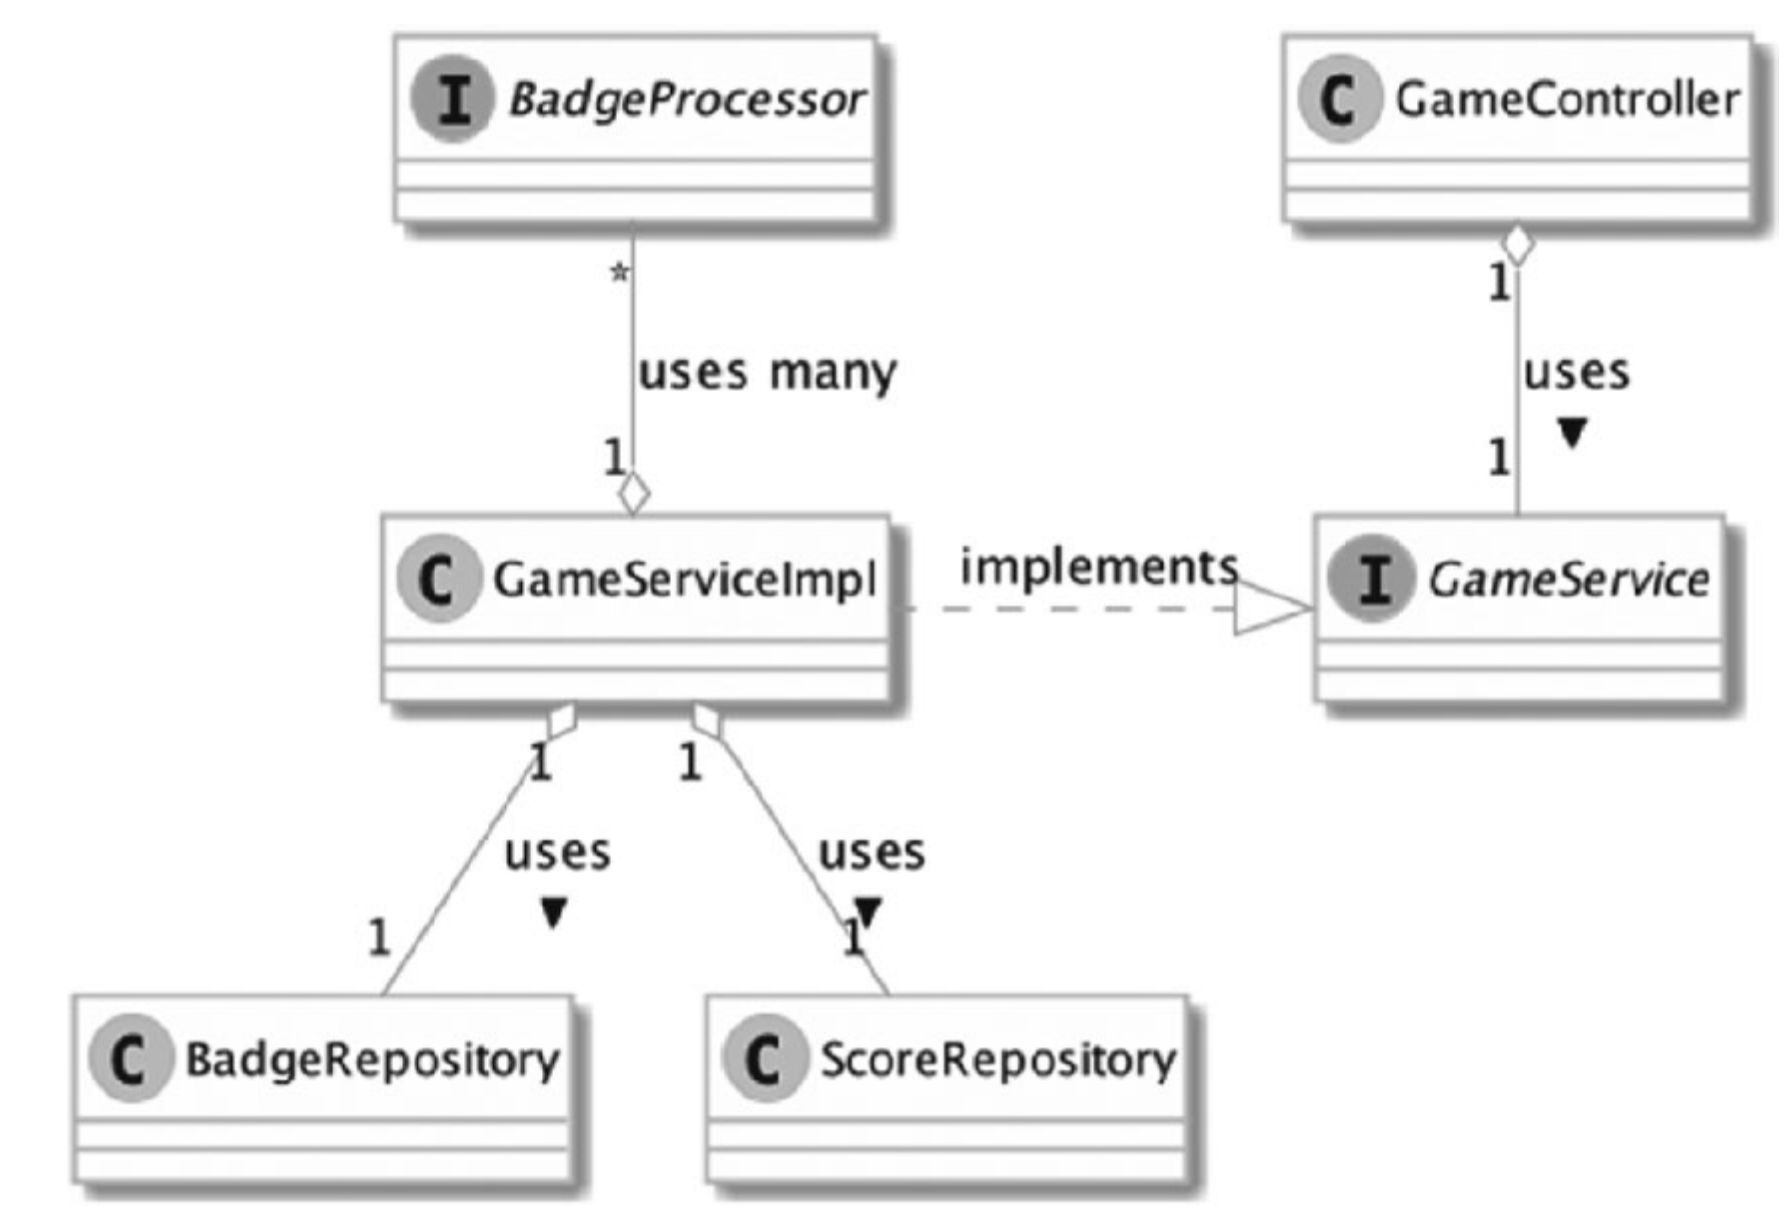 I BadgeProcessor
C GameController
*
1
uses many
uses
▼
1
1
C GameServiceImpl
implements
I GameService
1
1
uses
▼
uses
▼
1
1
C BadgeRepository
C ScoreRepository